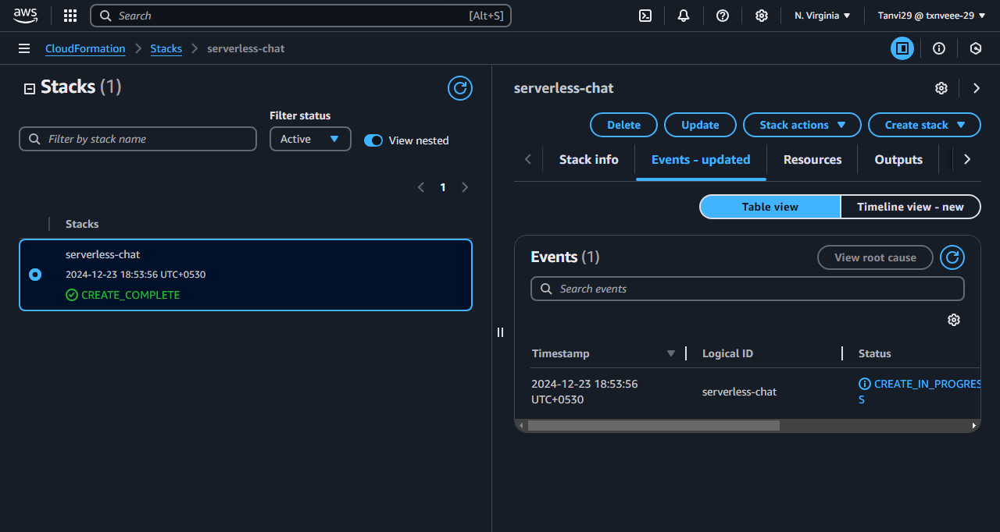 aws
Search [Alt+S]
N. Virginia
Tanvi29 @ txnveee-29
CloudFormation
Stacks
serverless-chat
Stacks (1)
Filter by stack name
Filter status
Active
View nested
1
Stacks
serverless-chat
2024-12-23 18:53:56 UTC+0530
CREATE_COMPLETE
serverless-chat
Delete
Update
Stack actions
Create stack
Stack info
Events - updated
Resources
Outputs
Table view
Timeline view - new
Events (1)
View root cause
Search events
Timestamp
Logical ID
Status
2024-12-23 18:53:56
UTC+0530
serverless-chat
CREATE_IN_PROGRES
S